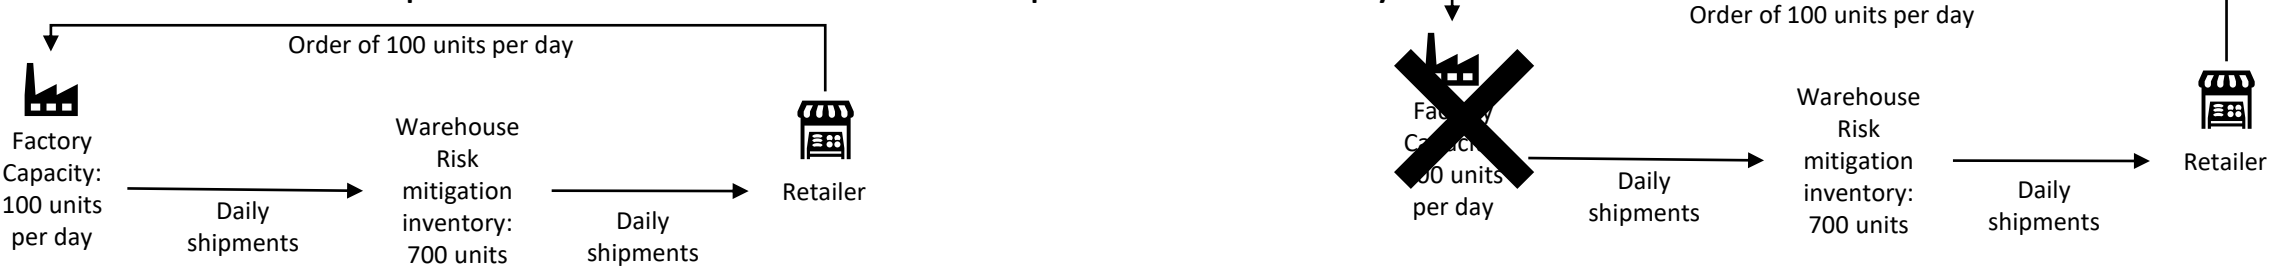 Order of 100 units per day
Factory
Capacity:
100 units
per day
Daily
shipments
Warehouse
Risk
mitigation
inventory:
700 units
Daily
shipments
Retailer
Order of 100 units per day
units
per day
Daily
shipments
Warehouse
Risk
mitigation
inventory:
700 units
Daily
shipments
Retailer